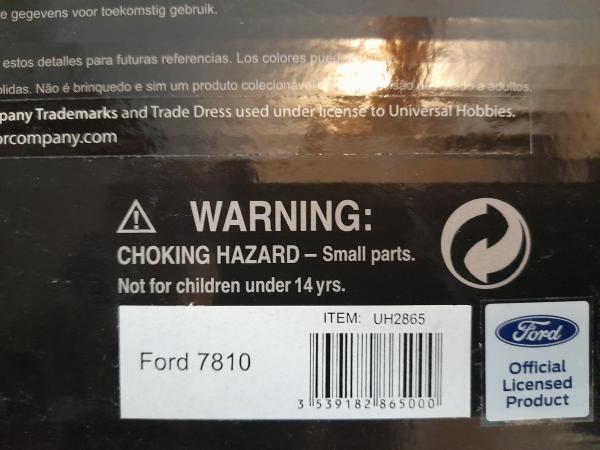 e gegevens voor toekomstig gebruik.
estos detalles para futuras referencias. Los colores
olidas. Não é brinquedo e sim um produto colecionável a adultos
pany Trademarks and Trade Dress used under license to Universal Hobbies.
orcompany.com
WARNING:
CHOKING HAZARD – Small parts.
Not for children under 14 yrs.
ITEM: UH2865
Ford 7810
3 539182 865000
Ford
Official
Licensed
Product